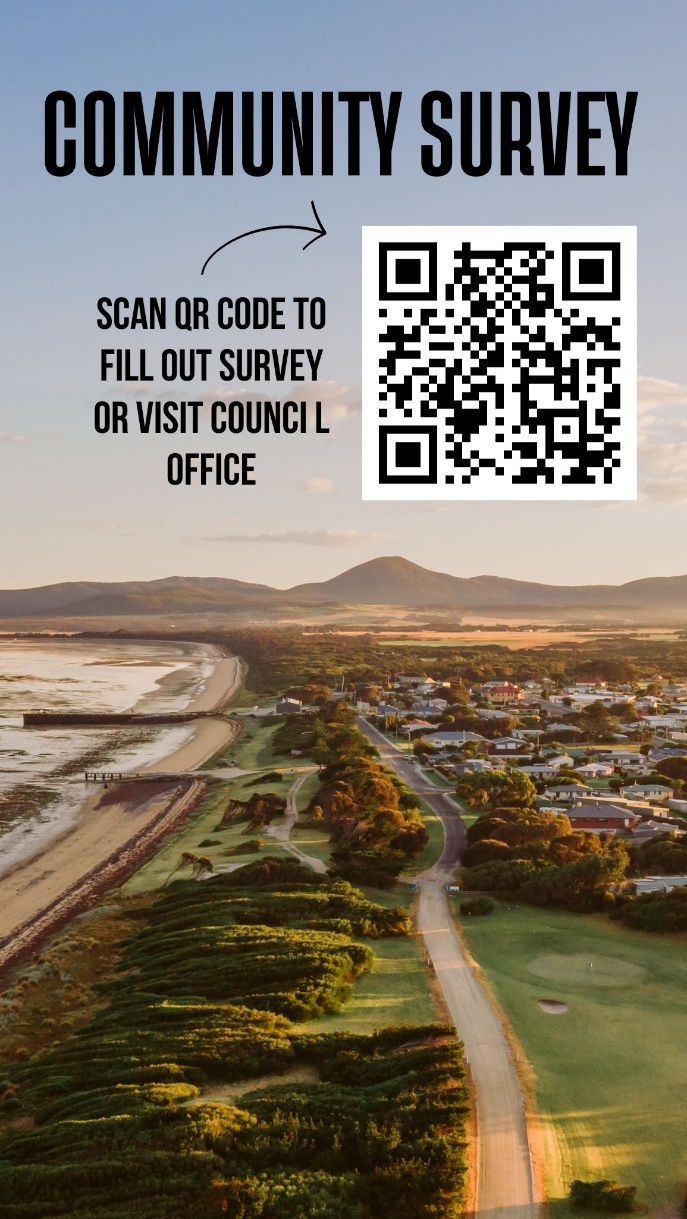 COMMUNITY SURVEY
SCAN QR CODE TO
FILL OUT SURVEY
OR VISIT COUNCI L
OFFICE